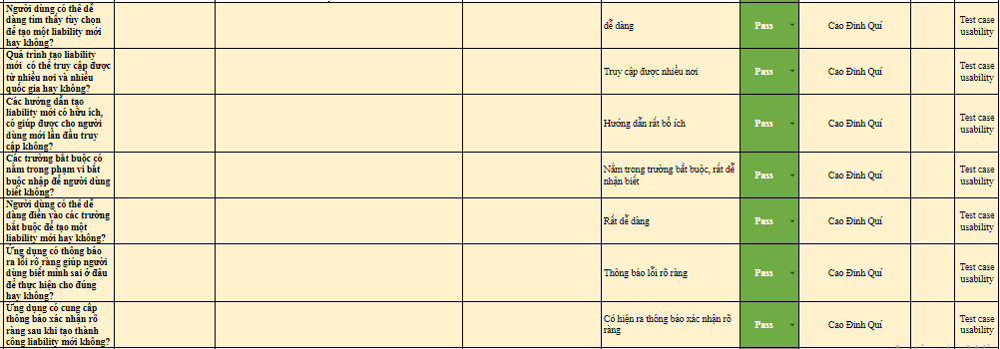 Người dùng có thể dễ
dàng tìm thấy tùy chọn
để tạo một liability mới
hay không?
dễ dàng
Pass
Cao Đình Quí
Test case
usability
Quá trình tạo liability
mới có thể truy cập được
từ nhiều nơi và nhiều
quốc gia hay không?
Truy cập được nhiều nơi
Pass
Cao Đình Quí
Test case
usability
Các hướng dẫn tạo
liability mới có hữu ích,
có giúp được cho người
dùng mới lần đầu truy
cập không?
Hướng dẫn rất bổ ích
Pass
Cao Đình Quí
Test case
usability
Các trường bắt buộc có
nằm trong phạm vi bắt
buộc nhập để người dùng
biết không?
Nằm trong trường bắt buộc, rất dễ
nhận biết
Pass
Cao Đình Quí
Test case
usability
Người dùng có thể dễ
dàng điền vào các trường
bắt buộc để tạo một
liability mới hay không?
Rất dễ dàng
Pass
Cao Đình Quí
Test case
usability
Ứng dụng có thông báo
ra lỗi rõ ràng giúp người
dùng biết mình sai ở đâu
để thực hiện cho đúng
hay không?
Thông báo lỗi rõ ràng
Pass
Cao Đình Quí
Test case
usability
Ứng dụng có cung cấp
thông báo xác nhận rõ
ràng sau khi tạo thành
công liability mới không?
Có hiện ra thông báo xác nhận rõ
ràng
Pass
Cao Đình Quí
Test case
usability